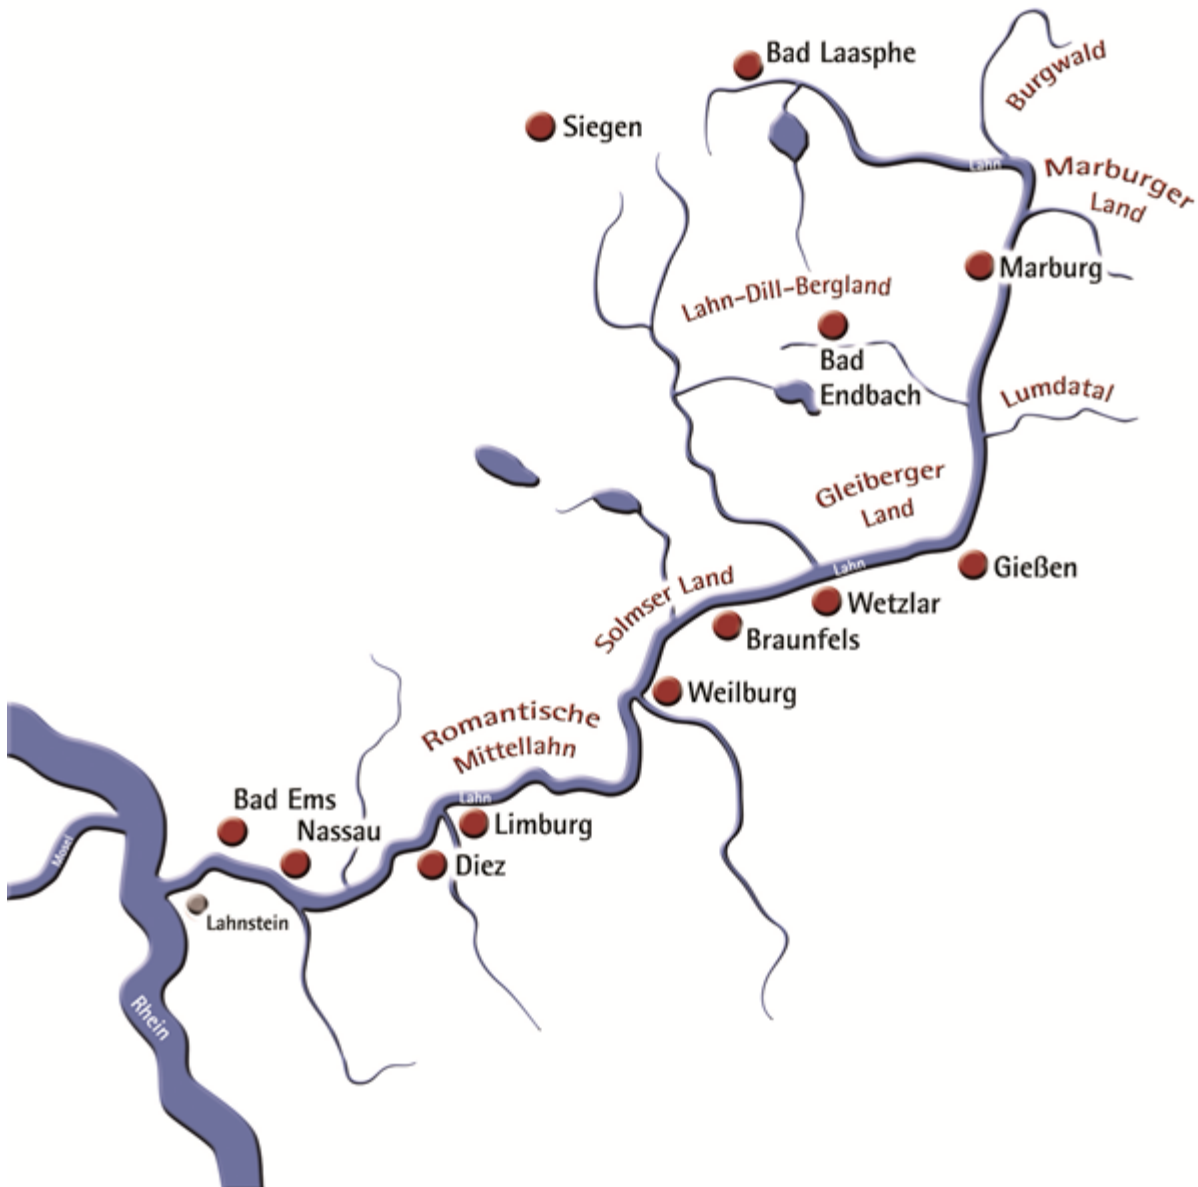 Bad Laasphe
Burgwald
Siegen
Lahn
Marburger
Land
Marburg
Lahn-Dill-Bergland
Bad
Endbach
Lumdatal
Gleiberger
Land
Lahn
Gießen
Solmser Land
Wetzlar
Braunfels
Weilburg
Romantische
Mittellahn
Lahn
Bad Ems
Limburg
Nassau
Mosel
Diez
Lahnstein
Rhein